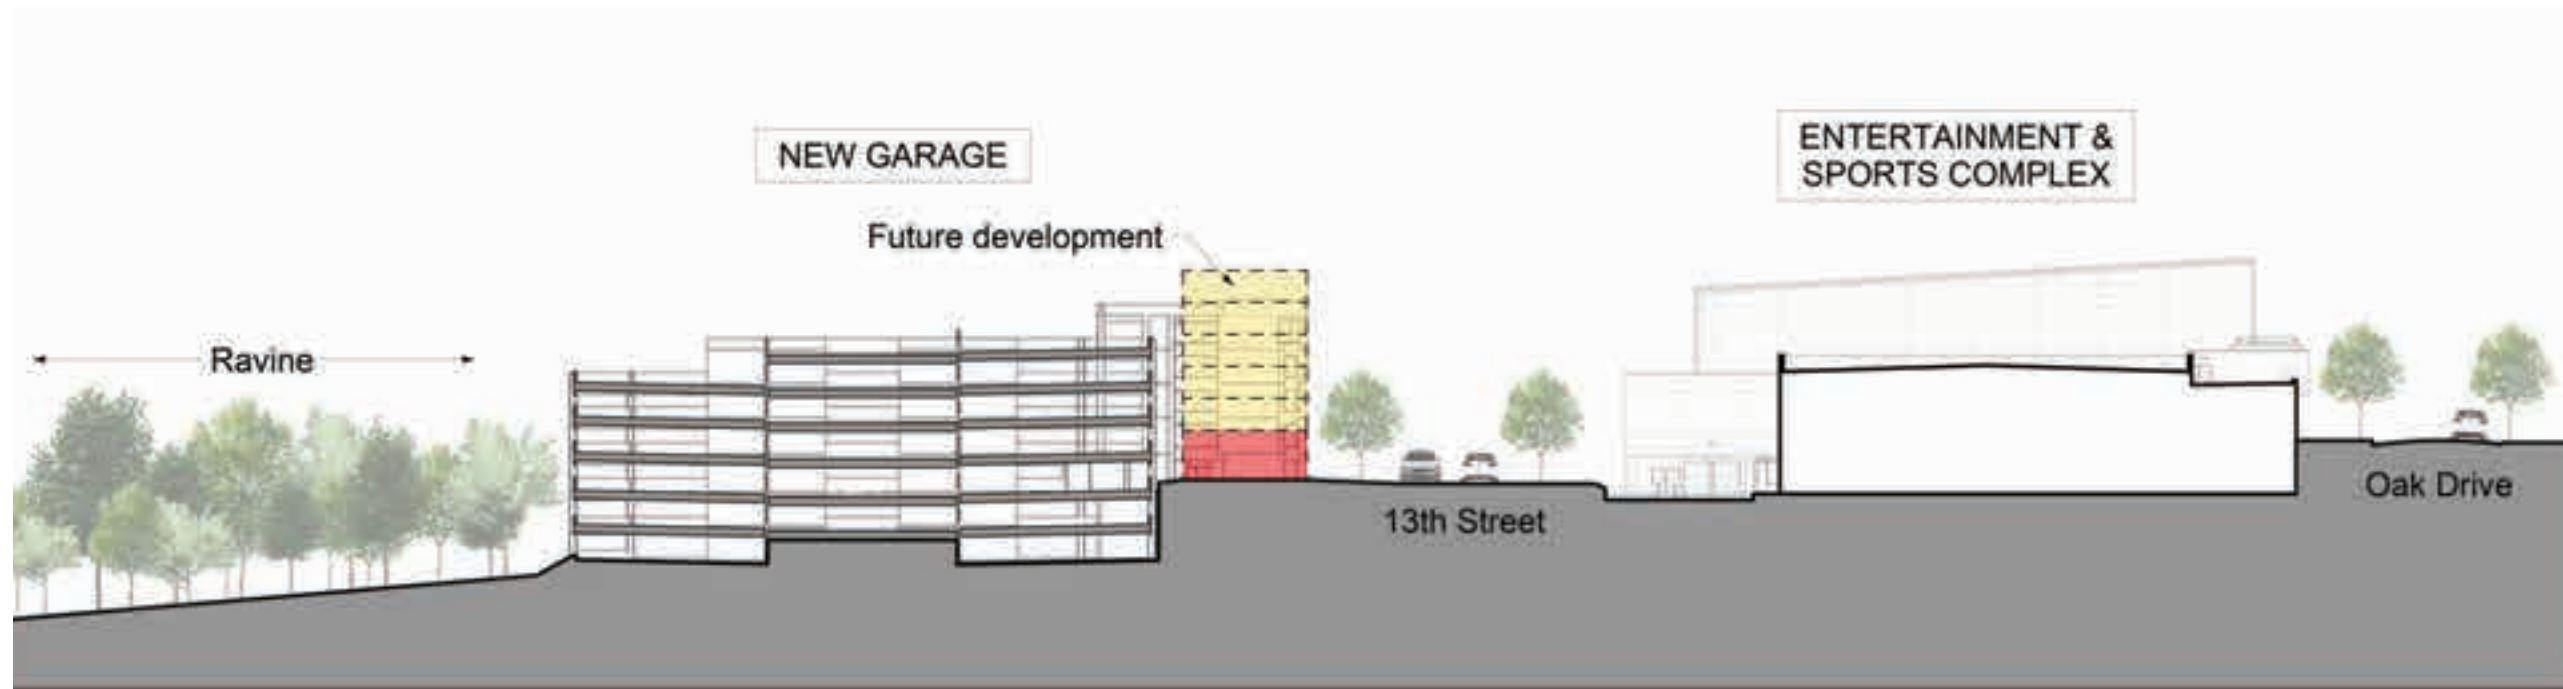 NEW GARAGE
ENTERTAINMENT &
SPORTS COMPLEX
Future development
Ravine
13th Street
Oak Drive